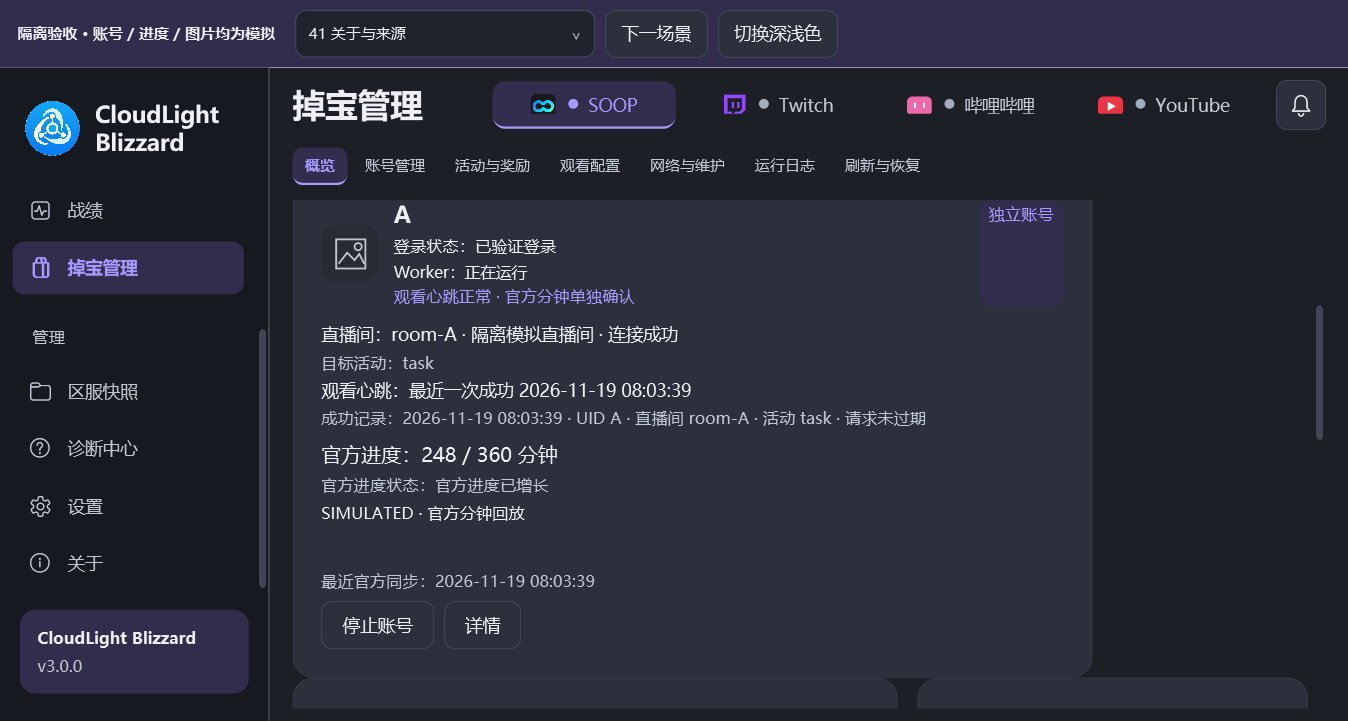 隔离验收 • 账号 / 进度 / 图片均为模拟
41 关于与来源
下一场景
切换深浅色
CloudLight
Blizzard
战绩
掉宝管理
管理
区服快照
诊断中心
设置
关于
CloudLight Blizzard
v3.0.0
掉宝管理
SOOP
Twitch
哔哩哔哩
YouTube
概览
账号管理
活动与奖励
观看配置
网络与维护
运行日志
刷新与恢复
A
独立账号
登录状态：已验证登录
Worker：正在运行
观看心跳正常 · 官方分钟单独确认
直播间：room-A · 隔离模拟直播间 · 连接成功
目标活动：task
观看心跳：最近一次成功 2026-11-19 08:03:39
成功记录：2026-11-19 08:03:39 · UID A · 直播间 room-A · 活动 task · 请求未过期
官方进度：248 / 360 分钟
官方进度状态：官方进度已增长
SIMULATED · 官方分钟回放
最近官方同步：2026-11-19 08:03:39
停止账号
详情